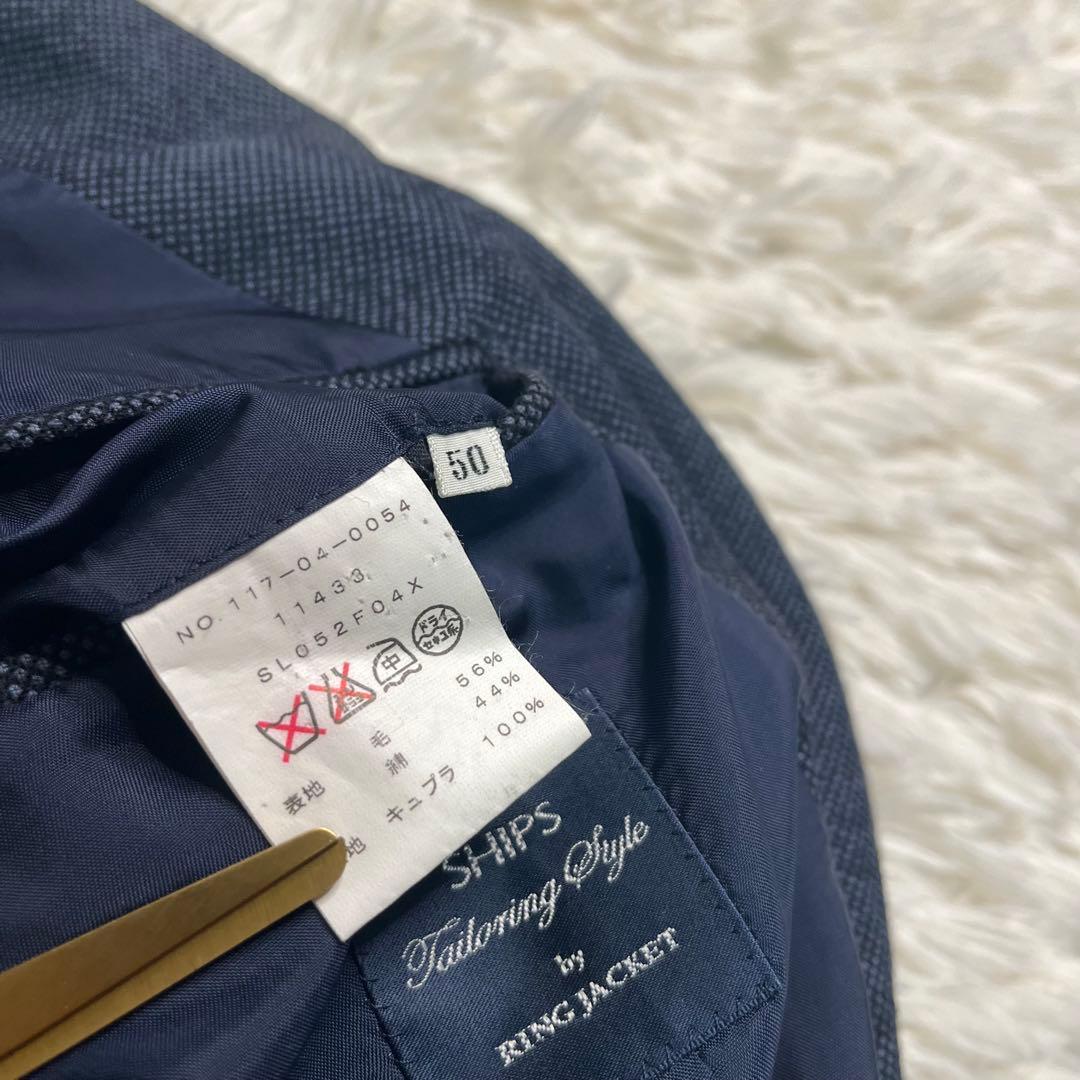 50
NO. 117-04-0054
11433
SL052F04X
中 ドライ セキユ系
表地 毛 56%
綿 44%
地 キュプラ 100%
SHIPS
Tailoring Style
by
RING JACKET